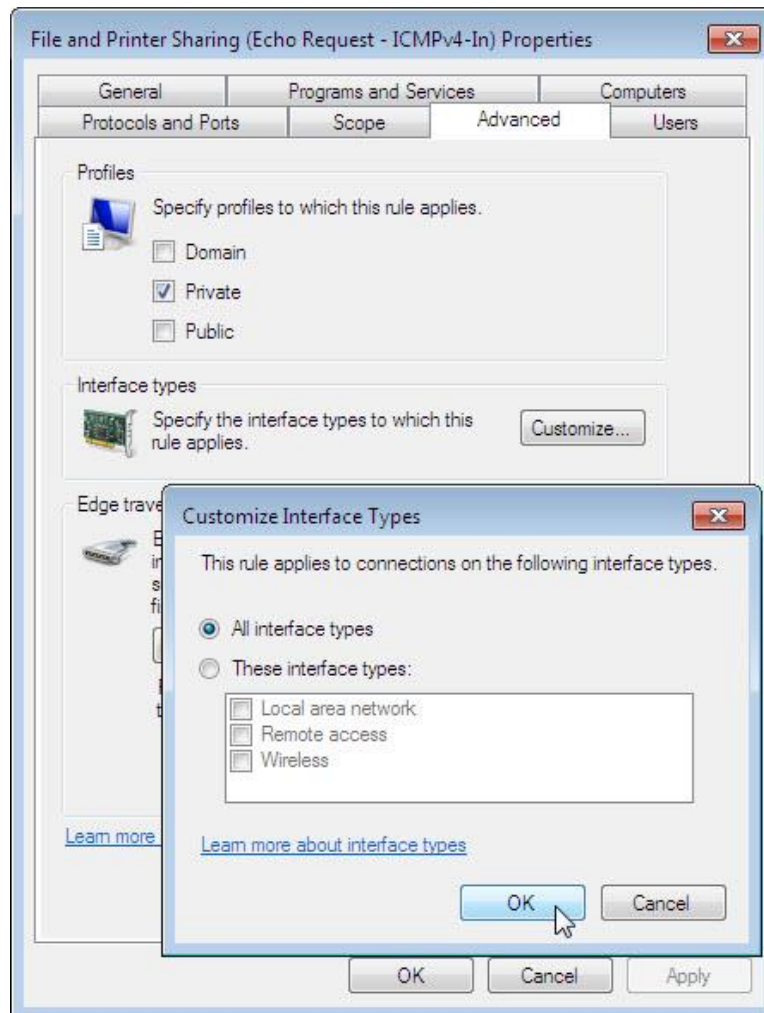 File and Printer Sharing (Echo Request - ICMPv4-In) Properties
General Programs and Services Computers
Protocols and Ports Scope Advanced Users
Profiles
Specify profiles to which this rule applies.
Domain
Private
Public
Interface types
Specify the interface types to which this
rule applies.
Customize...
Edge trave
Customize Interface Types
This rule applies to connections on the following interface types.
All interface types
These interface types:
Local area network
Remote access
Wireless
Learn more
Learn more about interface types
OK Cancel
OK Cancel Apply